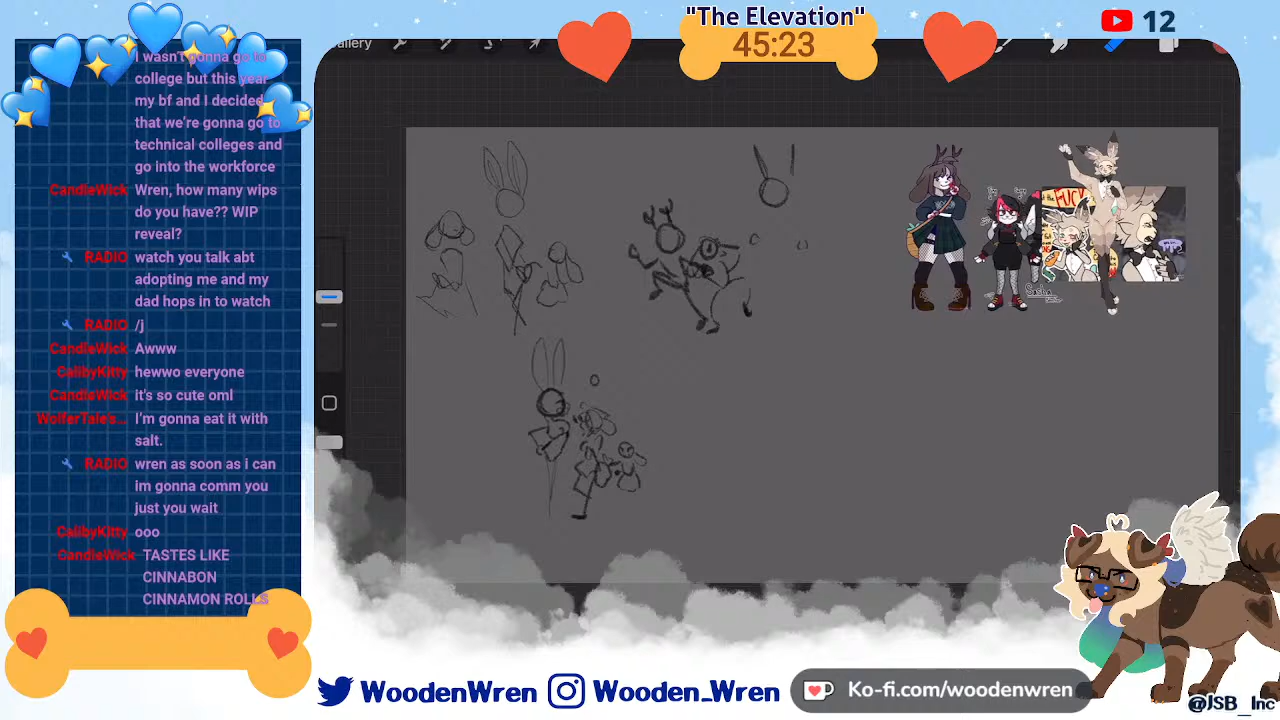 "The Elevation"
45:23
12
allery
I wasn't gonna go to
college but this year
my bf and I decided
that we're gonna go to
technical colleges and
go into the workforce
CandleWick Wren, how many wips
do you have?? WIP
reveal?
RADIO watch you talk abt
adopting me and my
dad hops in to watch
RADIO /j
CandleWick Awww
CalibyKitty hewwo everyone
CandleWick it's so cute oml
WolferTale's... I'm gonna eat it with
salt.
RADIO wren as soon as i can
im gonna comm you
just you wait
CalibyKitty ooo
CandleWick TASTES LIKE
CINNABON
CINNAMON ROLLS
FUCK
Sasha
WoodenWren
Wooden_Wren
Ko-fi.com/woodenwren
@JSB_Inc